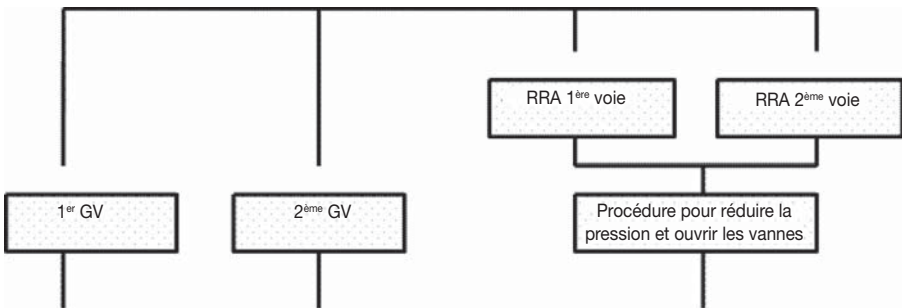 RRA 1ère voie
RRA 2ème voie
1er GV
2ème GV
Procédure pour réduire la
pression et ouvrir les vannes